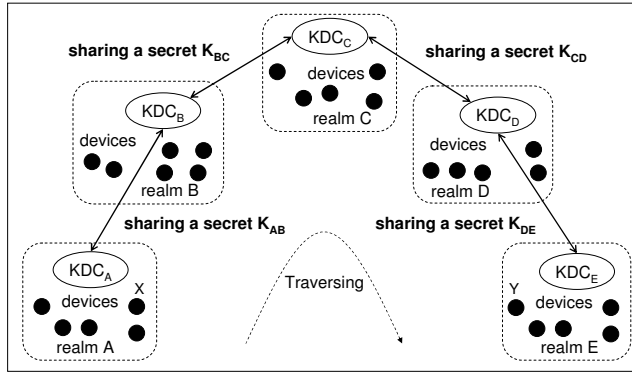 KDC_C
sharing a secret K_BC
sharing a secret K_CD
devices
realm C
KDC_B
KDC_D
devices
devices
realm B
realm D
sharing a secret K_AB
sharing a secret K_DE
KDC_A
KDC_E
X
Y
devices
Traversing
devices
realm A
realm E